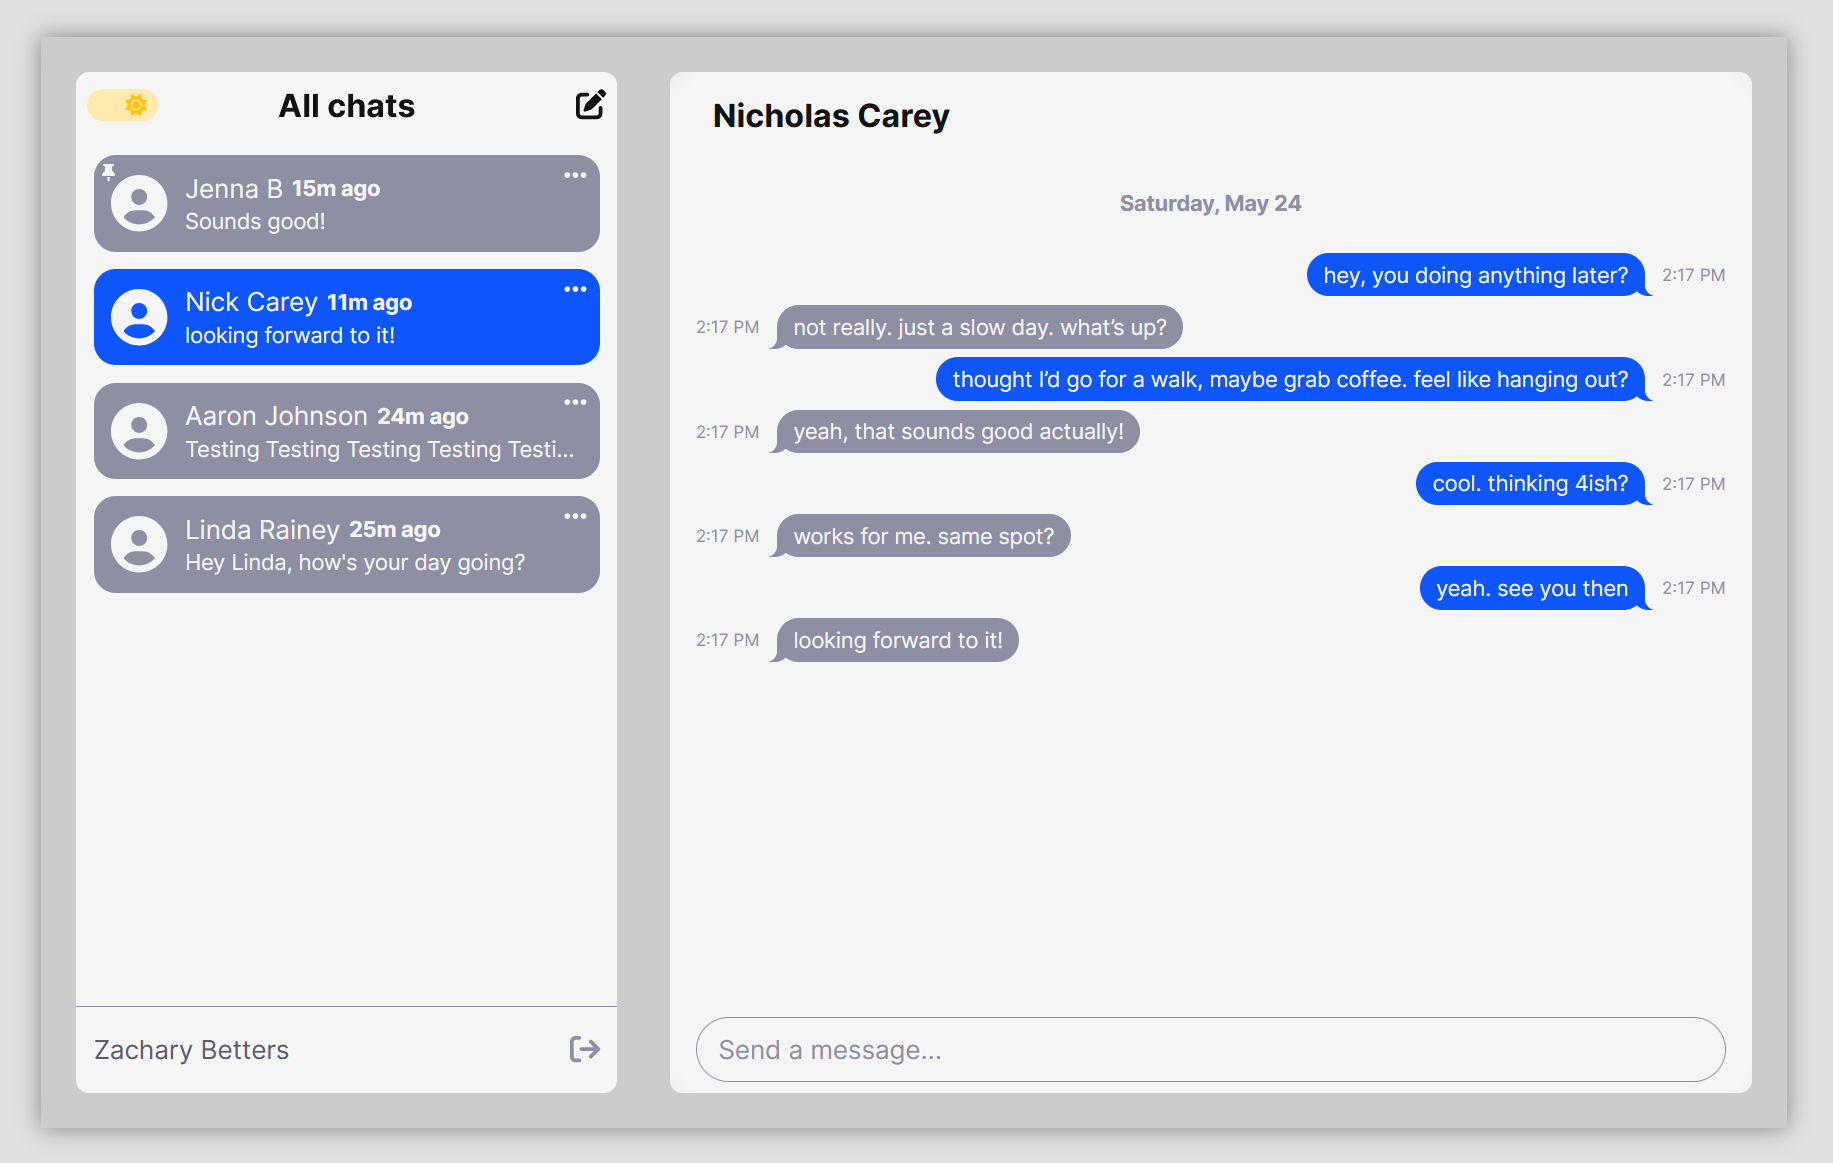 All chats
Jenna B 15m ago
Sounds good!
Nick Carey 11m ago
looking forward to it!
Aaron Johnson 24m ago
Testing Testing Testing Testing Testi...
Linda Rainey 25m ago
Hey Linda, how's your day going?
Zachary Betters
Nicholas Carey
Saturday, May 24
hey, you doing anything later? 2:17 PM
2:17 PM not really. just a slow day. what’s up?
thought I’d go for a walk, maybe grab coffee. feel like hanging out? 2:17 PM
2:17 PM yeah, that sounds good actually!
cool. thinking 4ish? 2:17 PM
2:17 PM works for me. same spot?
yeah. see you then 2:17 PM
2:17 PM looking forward to it!
Send a message...